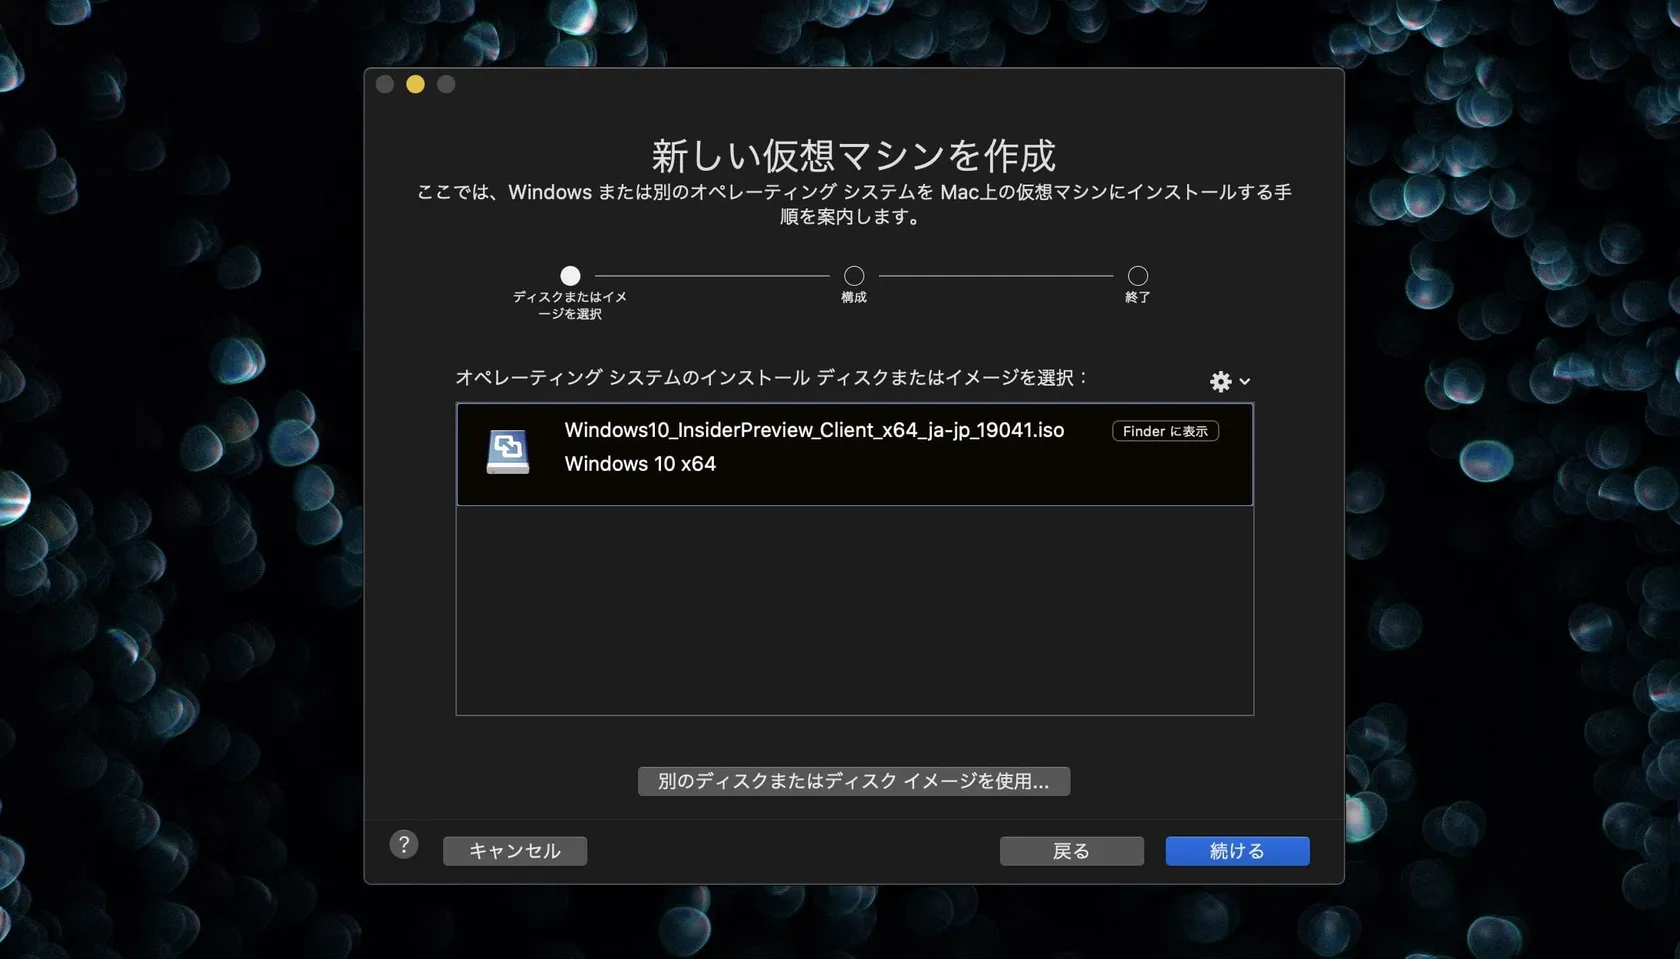 新しい仮想マシンを作成
ここでは、Windows または別のオペレーティング システムを Mac上の仮想マシンにインストールする手
順を案内します。
ディスクまたはイメ
ージを選択
構成
終了
オペレーティング システムのインストール ディスクまたはイメージを選択：
Windows10_InsiderPreview_Client_x64_ja-jp_19041.iso
Finder に表示
Windows 10 x64
別のディスクまたはディスク イメージを使用...
?
キャンセル
戻る
続ける